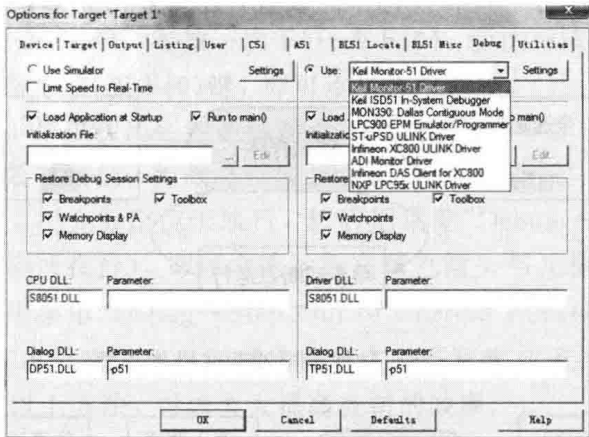 Options for Target 'Target 1'
Device | Target | Output | Listing | User | C51 | A51 | BL51 Locate | BL51 Misc | Debug | Utilities
Use Simulator
Settings
Limit Speed to Real-Time
Load Application at Startup
Run to main()
Initialization File:
...
Edit
Restore Debug Session Settings
Breakpoints
Toolbox
Watchpoints & PA
Memory Display
CPU DLL:
Parameter:
S8051.DLL
Dialog DLL:
Parameter:
DP51.DLL
-p51
Use:
Keil Monitor-51 Driver
Settings
Keil Monitor-51 Driver
Keil ISD51 In-System Debugger
MON390: Dallas Contiguous Mode
LPC900 EPM Emulator/Programmer
ST-uPSD ULINK Driver
Infineon XC800 ULINK Driver
ADI Monitor Driver
Infineon DAS Client for XC800
NXP LPC95x ULINK Driver
Load
o main()
Initializatio
Edit
Restore
Breakpoints
Toolbox
Watchpoints
Memory Display
Driver DLL:
Parameter:
S8051.DLL
Dialog DLL:
Parameter:
TP51.DLL
-p51
OK
Cancel
Defaults
Help